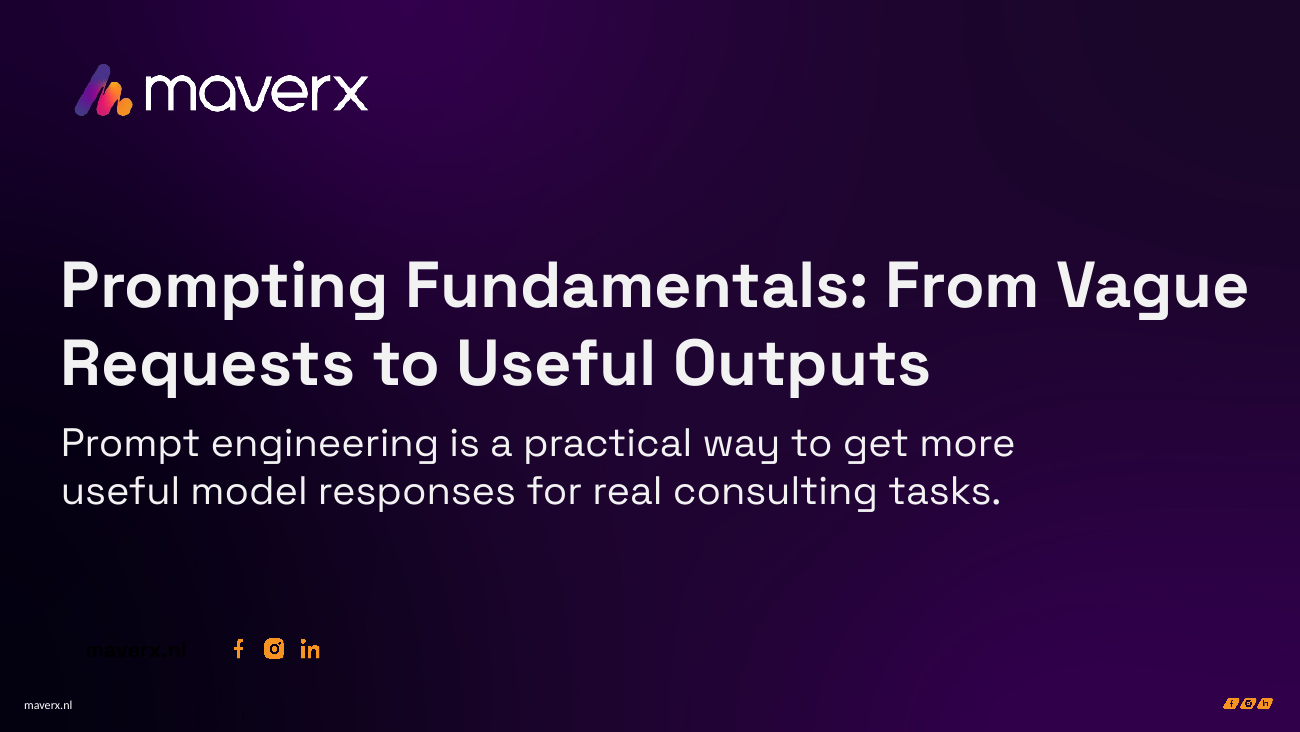 maverx
Prompting Fundamentals: From Vague
Requests to Useful Outputs
Prompt engineering is a practical way to get more
useful model responses for real consulting tasks.
maverx.nl
maverx.nl